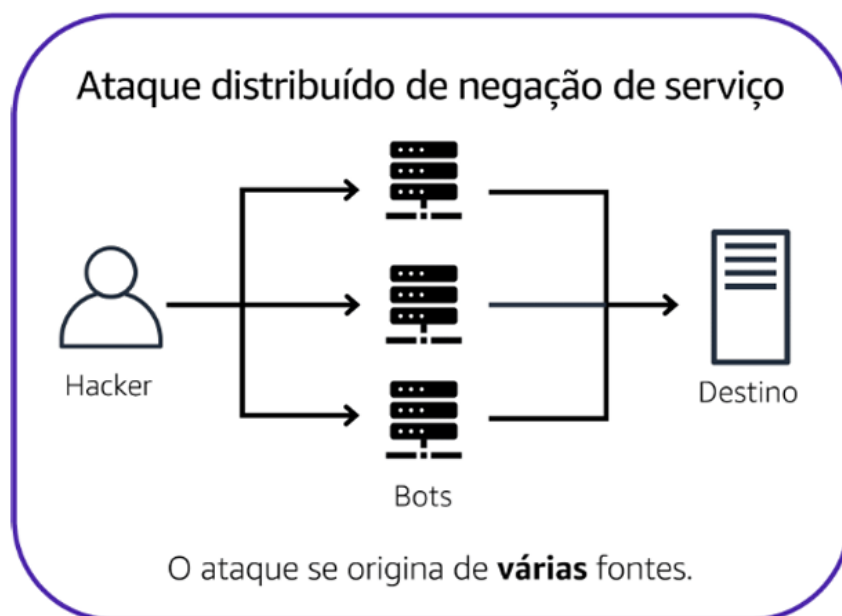 Ataque distribuído de negação de serviço
Hacker
Bots
Destino
O ataque se origina de várias fontes.